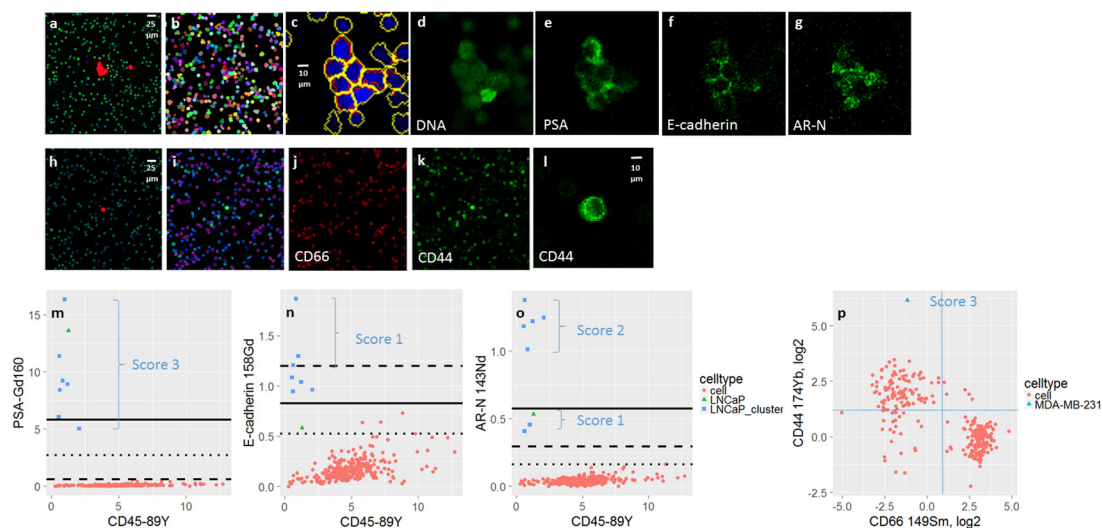 a
25
μm
b
c
10
μm
d
DNA
e
PSA
f
E-cadherin
g
AR-N
h
25
μm
i
j
CD66
k
CD44
l
10
μm
CD44
m
PSA-Gd160
15
10
5
0
Score 3
0
5
10
CD45-89Y
n
E-cadherin 158Gd
1.5
1.0
0.5
0.0
Score 1
0
5
10
CD45-89Y
o
AR-N 143Nd
1.0
0.5
0.0
Score 2
Score 1
0
5
10
CD45-89Y
celltype
cell
LNCaP
LNCaP_cluster
p
CD44 174Yb, log2
5.0
2.5
0.0
-2.5
Score 3
-5.0
-2.5
0.0
2.5
5.0
CD66 149Sm, log2
celltype
cell
MDA-MB-231